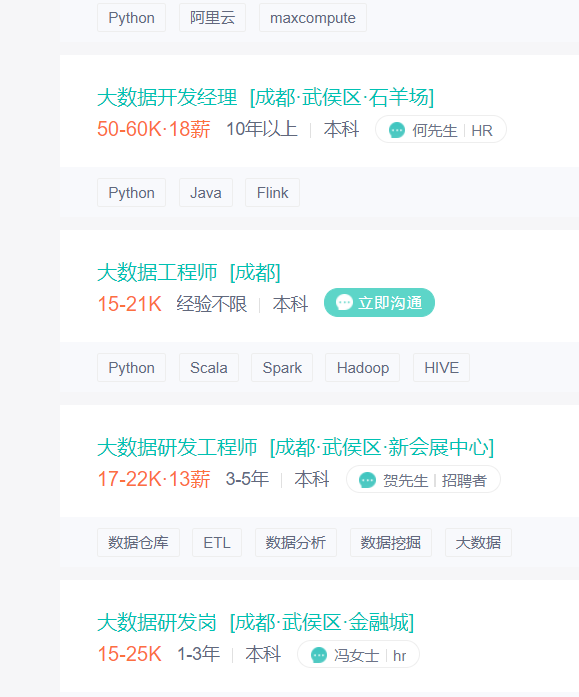 Python 阿里云 maxcompute
大数据开发经理 [成都·武侯区·石羊场]
50-60K·18薪 10年以上 本科 何先生 HR
Python Java Flink
大数据工程师 [成都]
15-21K 经验不限 本科 立即沟通
Python Scala Spark Hadoop HIVE
大数据研发工程师 [成都·武侯区·新会展中心]
17-22K·13薪 3-5年 本科 贺先生 招聘者
数据仓库 ETL 数据分析 数据挖掘 大数据
大数据研发岗 [成都·武侯区·金融城]
15-25K 1-3年 本科 冯女士 hr